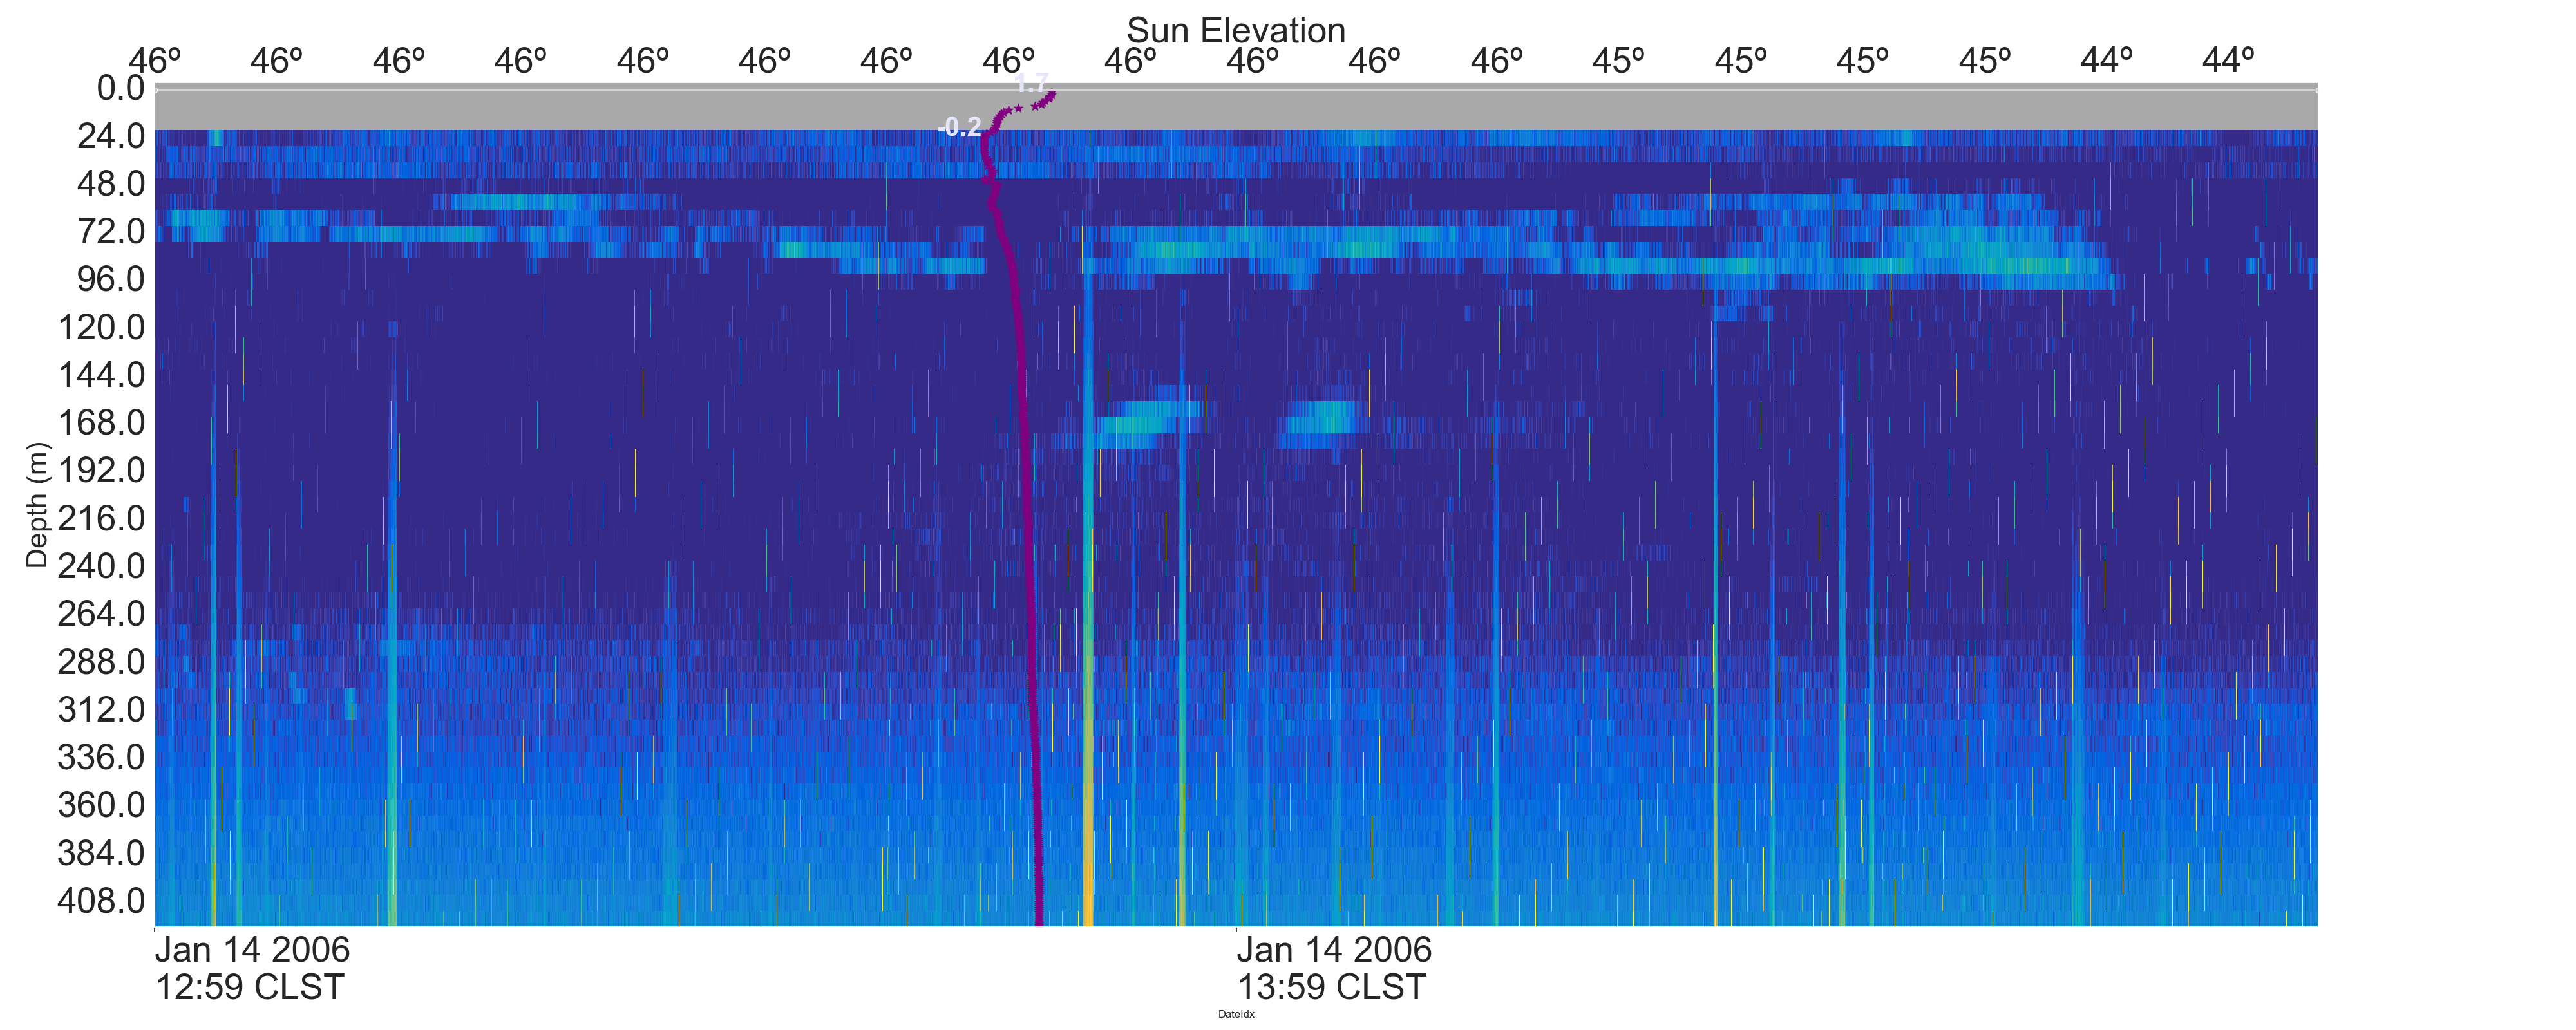 Sun Elevation
46º 46º 46º 46º 46º 46º 46º 46º 46º 46º 46º 46º 45º 45º 45º 45º 44º 44º
0.0
1.7
24.0
-0.2
48.0
72.0
96.0
120.0
144.0
168.0
192.0
216.0
240.0
264.0
288.0
312.0
336.0
360.0
384.0
408.0
Depth (m)
Jan 14 2006
12:59 CLST
Jan 14 2006
13:59 CLST
DateIdx